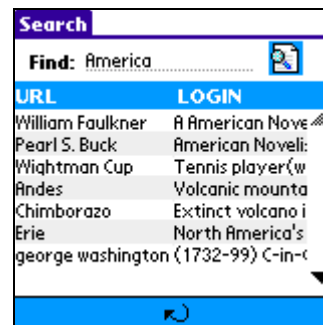 Search
Find: America
URL LOGIN
William Faulkner A American Nove
Pearl S. Buck American Noveli
Wightman Cup Tennis player(w
Andes Volcanic mounta
Chimborazo Extinct volcano i
Erie North America's
george washington (1732-99) C-in-